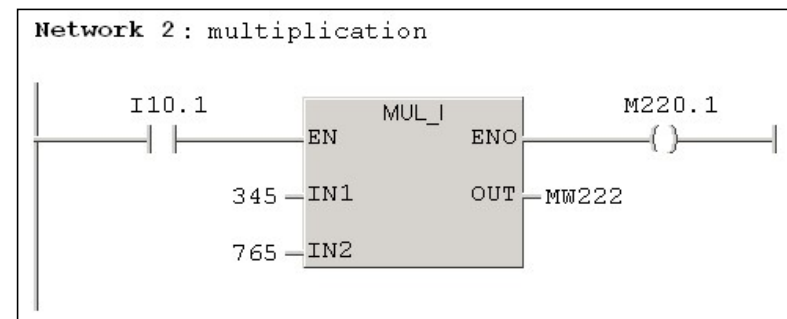 Network 2: multiplication
I10.1 MUL_I M220.1
EN ENO
345 IN1 OUT MW222
765 IN2